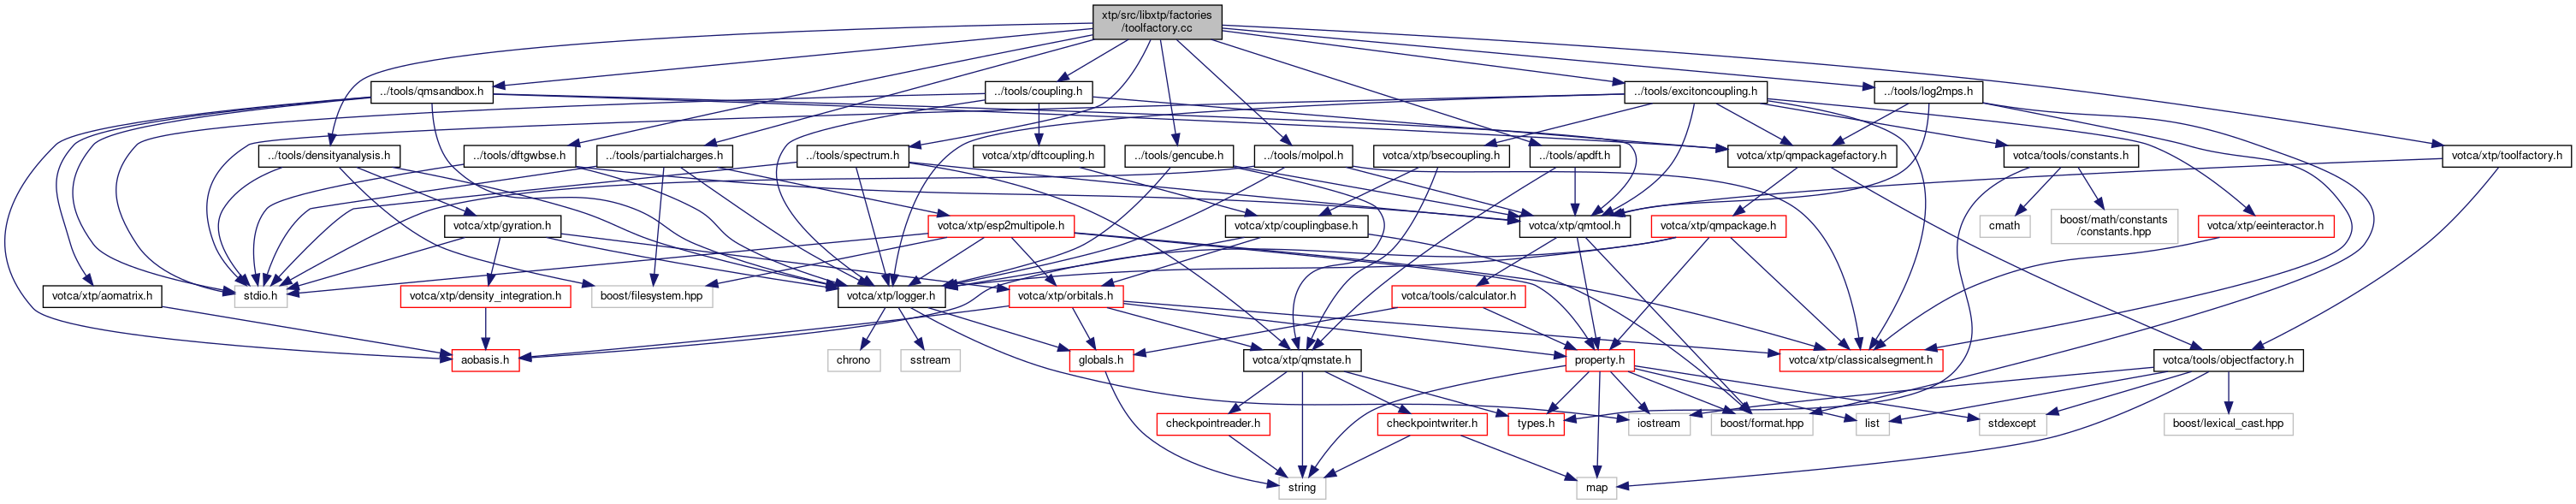 xtp/src/libxtp/factories
/toolfactory.cc
../tools/qmsandbox.h
../tools/coupling.h
../tools/excitoncoupling.h
../tools/log2mps.h
../tools/densityanalysis.h
../tools/dftgwbse.h
../tools/partialcharges.h
../tools/spectrum.h
votca/xtp/dftcoupling.h
../tools/gencube.h
../tools/molpol.h
votca/xtp/bsecoupling.h
../tools/apdft.h
votca/xtp/qmpackagefactory.h
votca/tools/constants.h
votca/xtp/toolfactory.h
votca/xtp/gyration.h
votca/xtp/esp2multipole.h
votca/xtp/couplingbase.h
votca/xtp/qmtool.h
votca/xtp/qmpackage.h
cmath
boost/math/constants
/constants.hpp
votca/xtp/eeinteractor.h
votca/xtp/aomatrix.h
stdio.h
votca/xtp/density_integration.h
boost/filesystem.hpp
votca/xtp/logger.h
votca/xtp/orbitals.h
votca/tools/calculator.h
aobasis.h
chrono
sstream
globals.h
votca/xtp/qmstate.h
property.h
votca/xtp/classicalsegment.h
votca/tools/objectfactory.h
checkpointreader.h
checkpointwriter.h
types.h
iostream
boost/format.hpp
list
stdexcept
boost/lexical_cast.hpp
string
map